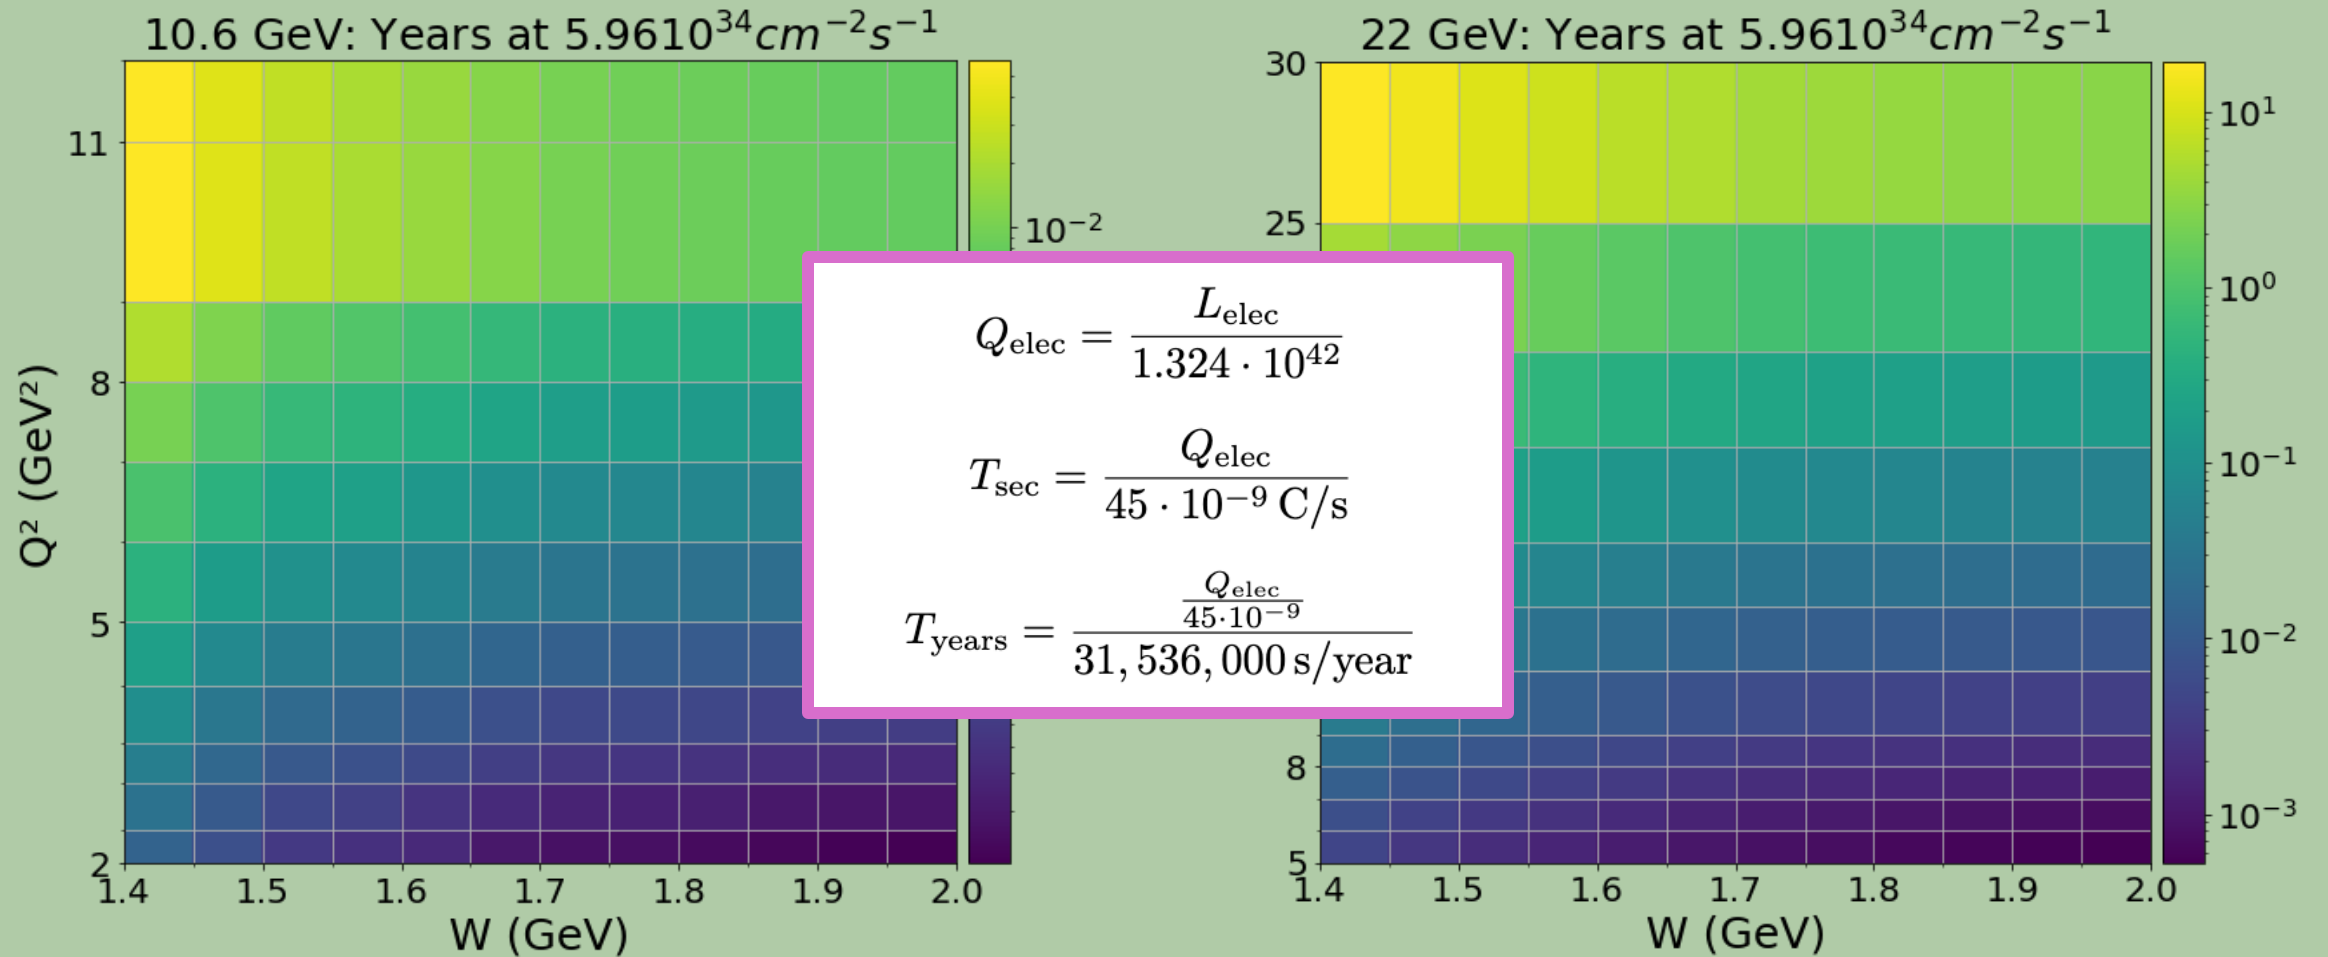 10.6 GeV: Years at 5.9610³⁴cm⁻²s⁻¹
11
8
5
2
Q² (GeV²)
1.4 1.5 1.6 1.7 1.8 1.9 2.0
W (GeV)
10⁻²
Q_elec = L_elec / 1.324 · 10⁴²
T_sec = Q_elec / 45 · 10⁻⁹ C/s
T_years = (Q_elec / 45·10⁻⁹) / 31,536,000 s/year
22 GeV: Years at 5.9610³⁴cm⁻²s⁻¹
30
25
8
5
1.4 1.5 1.6 1.7 1.8 1.9 2.0
W (GeV)
10¹
10⁰
10⁻¹
10⁻²
10⁻³